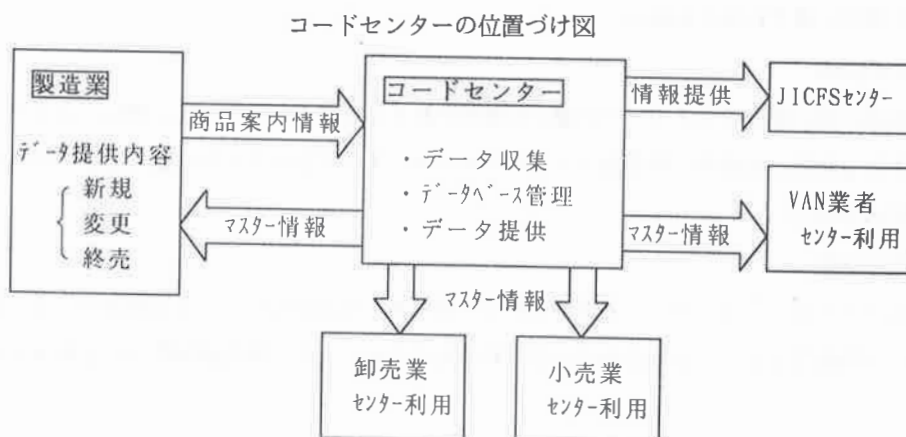 コードセンターの位置づけ図
製造業
データ提供内容
新規
変更
終売
商品案内情報
マスター情報
コードセンター
・データ収集
・データベース管理
・データ提供
情報提供
JICFSセンター
マスター情報
VAN業者
センター利用
マスター情報
卸売業
センター利用
小売業
センター利用